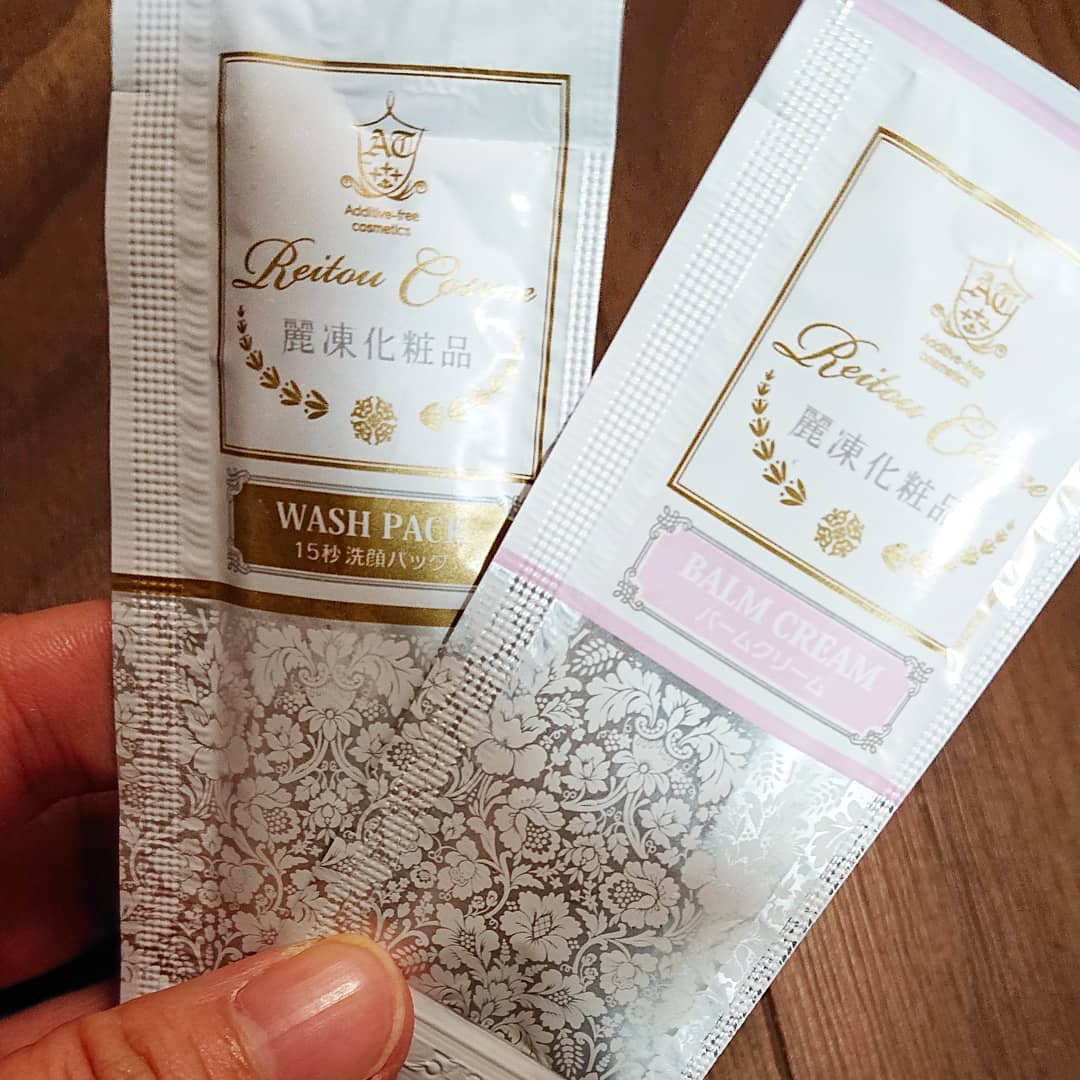 AT
Additive-free
cosmetics
Reitou Cosme
麗凍化粧品
WASH PACK
15秒 洗顔パック
AT
Additive-free
cosmetics
Reitou Cosme
麗凍化粧品
BALM CREAM
バームクリーム